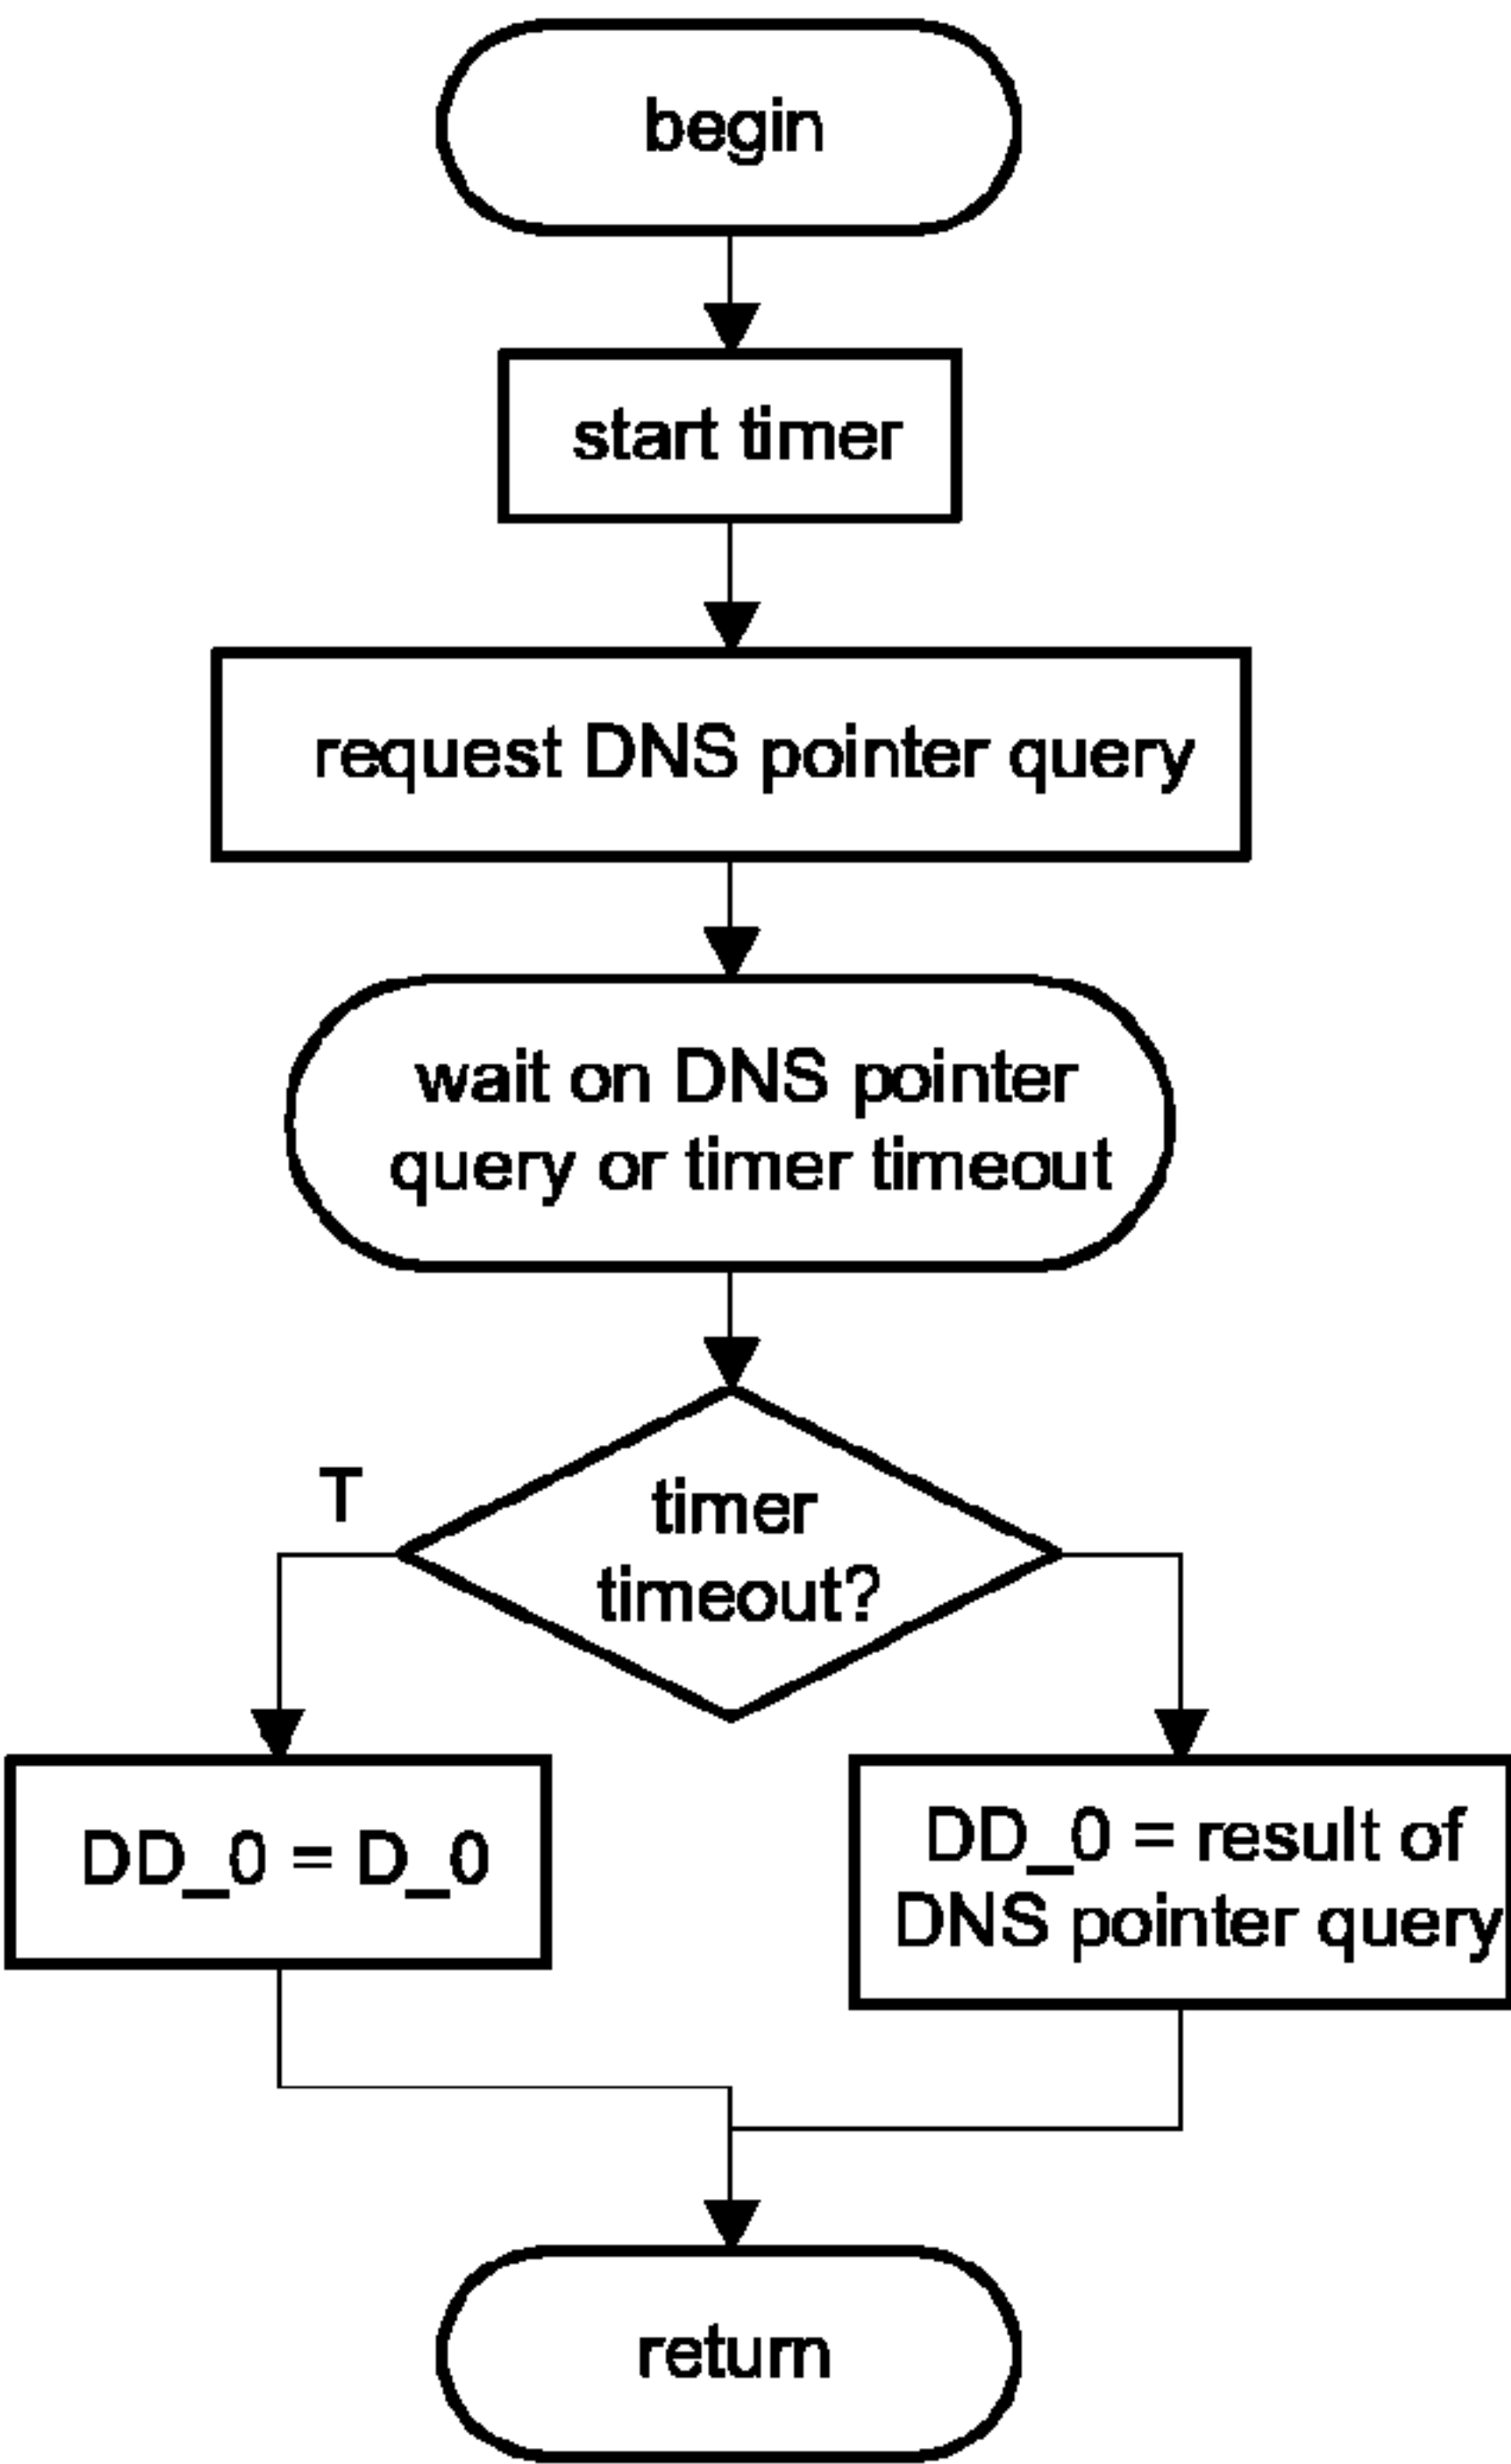 begin
start timer
request DNS pointer query
wait on DNS pointer
query or timer timeout
T
timer
timeout?
DD_0 = D_0
DD_0 = result of
DNS pointer query
return